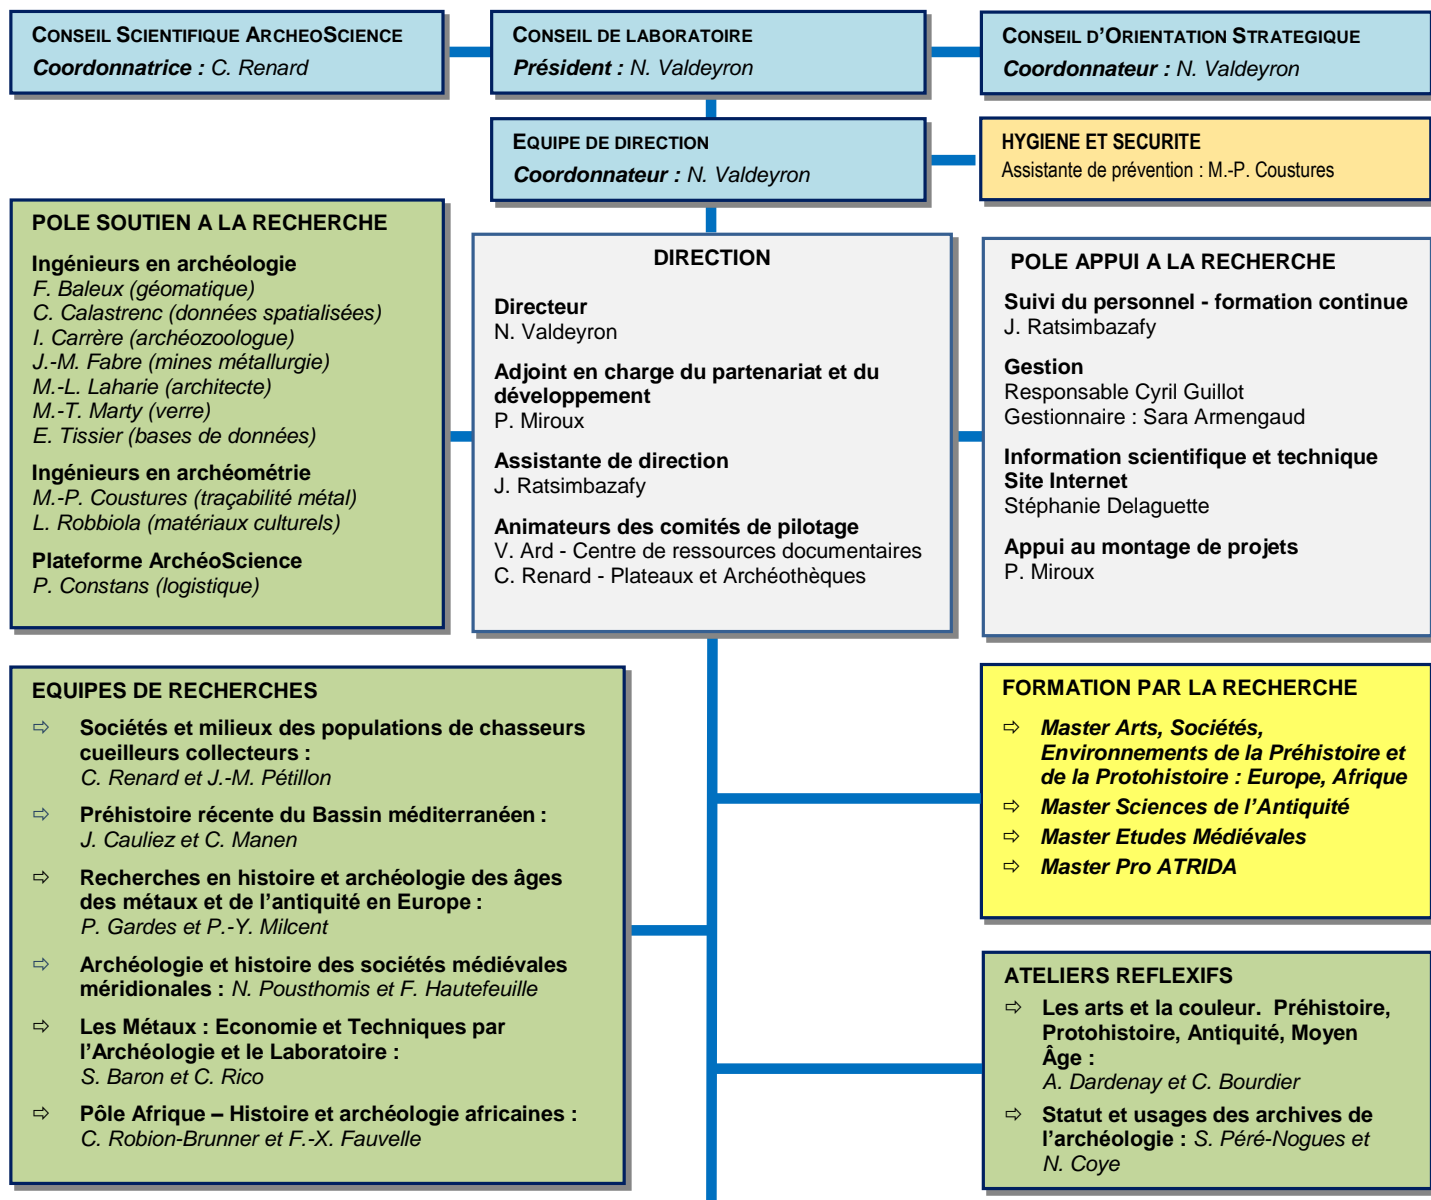 CONSEIL SCIENTIFIQUE ARCHEOSCIENCE
Coordonnatrice : C. Renard
CONSEIL DE LABORATOIRE
Président : N. Valdeyron
CONSEIL D'ORIENTATION STRATEGIQUE
Coordonnateur : N. Valdeyron
EQUIPE DE DIRECTION
Coordonnateur : N. Valdeyron
HYGIENE ET SECURITE
Assistante de prévention : M.-P. Coustures
POLE SOUTIEN A LA RECHERCHE
Ingénieurs en archéologie
F. Baleux (géomatique)
C. Calastrenc (données spatialisées)
I. Carrère (archéozoologue)
J.-M. Fabre (mines métallurgie)
M.-L. Laharie (architecte)
M.-T. Marty (verre)
E. Tissier (bases de données)
Ingénieurs en archéométrie
M.-P. Coustures (traçabilité métal)
L. Robbiola (matériaux culturels)
Plateforme ArchéoScience
P. Constans (logistique)
DIRECTION
Directeur
N. Valdeyron
Adjoint en charge du partenariat et du
développement
P. Miroux
Assistante de direction
J. Ratsimbazafy
Animateurs des comités de pilotage
V. Ard - Centre de ressources documentaires
C. Renard - Plateaux et Archéothèques
POLE APPUI A LA RECHERCHE
Suivi du personnel - formation continue
J. Ratsimbazafy
Gestion
Responsable Cyril Guillot
Gestionnaire : Sara Armengaud
Information scientifique et technique
Site Internet
Stéphanie Delaguette
Appui au montage de projets
P. Miroux
EQUIPES DE RECHERCHES
⇨ Sociétés et milieux des populations de chasseurs
cueilleurs collecteurs :
C. Renard et J.-M. Pétillon
⇨ Préhistoire récente du Bassin méditerranéen :
J. Cauliez et C. Manen
⇨ Recherches en histoire et archéologie des âges
des métaux et de l'antiquité en Europe :
P. Gardes et P.-Y. Milcent
⇨ Archéologie et histoire des sociétés médiévales
méridionales : N. Pousthomis et F. Hautefeuille
⇨ Les Métaux : Economie et Techniques par
l'Archéologie et le Laboratoire :
S. Baron et C. Rico
⇨ Pôle Afrique – Histoire et archéologie africaines :
C. Robion-Brunner et F.-X. Fauvelle
FORMATION PAR LA RECHERCHE
⇨ Master Arts, Sociétés,
Environnements de la Préhistoire et
de la Protohistoire : Europe, Afrique
⇨ Master Sciences de l'Antiquité
⇨ Master Etudes Médiévales
⇨ Master Pro ATRIDA
ATELIERS REFLEXIFS
⇨ Les arts et la couleur. Préhistoire,
Protohistoire, Antiquité, Moyen
Âge :
A. Dardenay et C. Bourdier
⇨ Statut et usages des archives de
l'archéologie : S. Péré-Nogues et
N. Coye